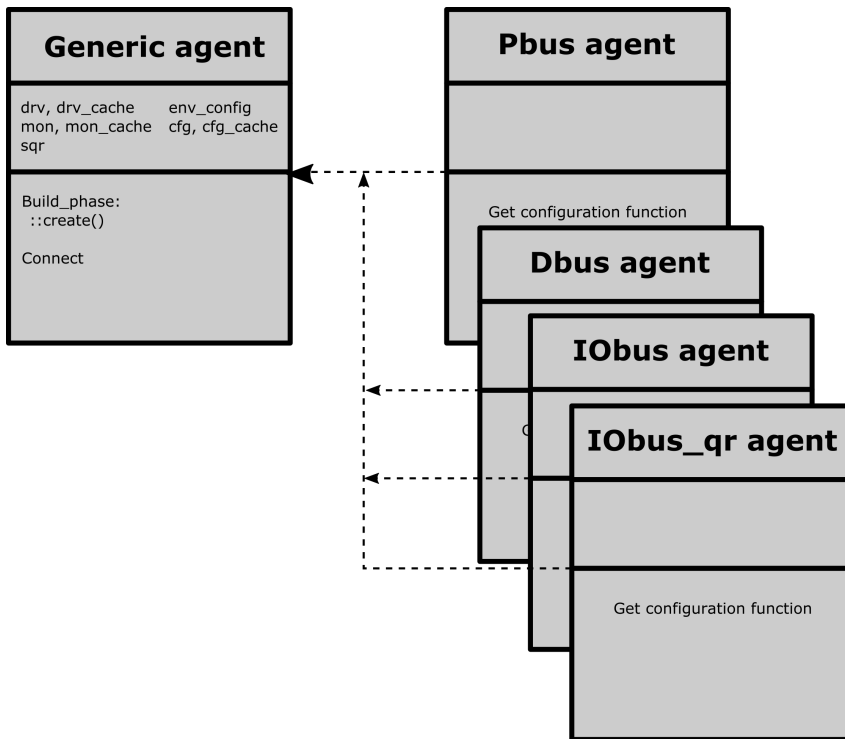 Generic agent
drv, drv_cache env_config
mon, mon_cache cfg, cfg_cache
sqr
Build_phase:
::create()
Connect
Pbus agent
Get configuration function
Dbus agent
IObus agent
IObus_qr agent
Get configuration function